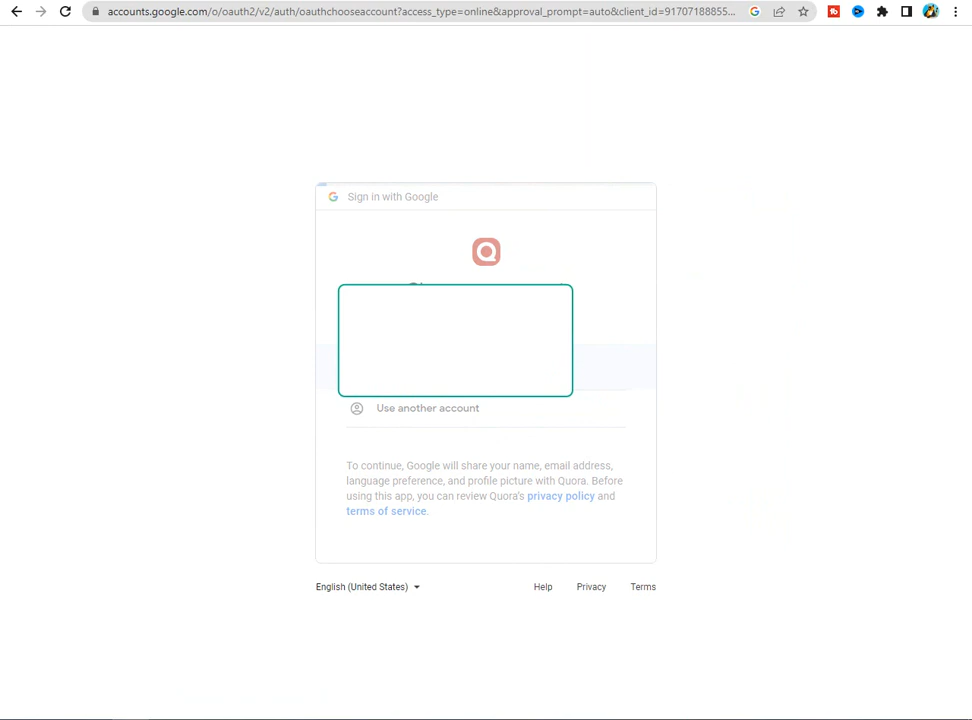 accounts.google.com/o/oauth2/v2/auth/oauthchooseaccount?access_type=online&approval_prompt=auto&client_id=91707188855...
Sign in with Google
Use another account
To continue, Google will share your name, email address,
language preference, and profile picture with Quora. Before
using this app, you can review Quora's privacy policy and
terms of service.
English (United States)
Help Privacy Terms